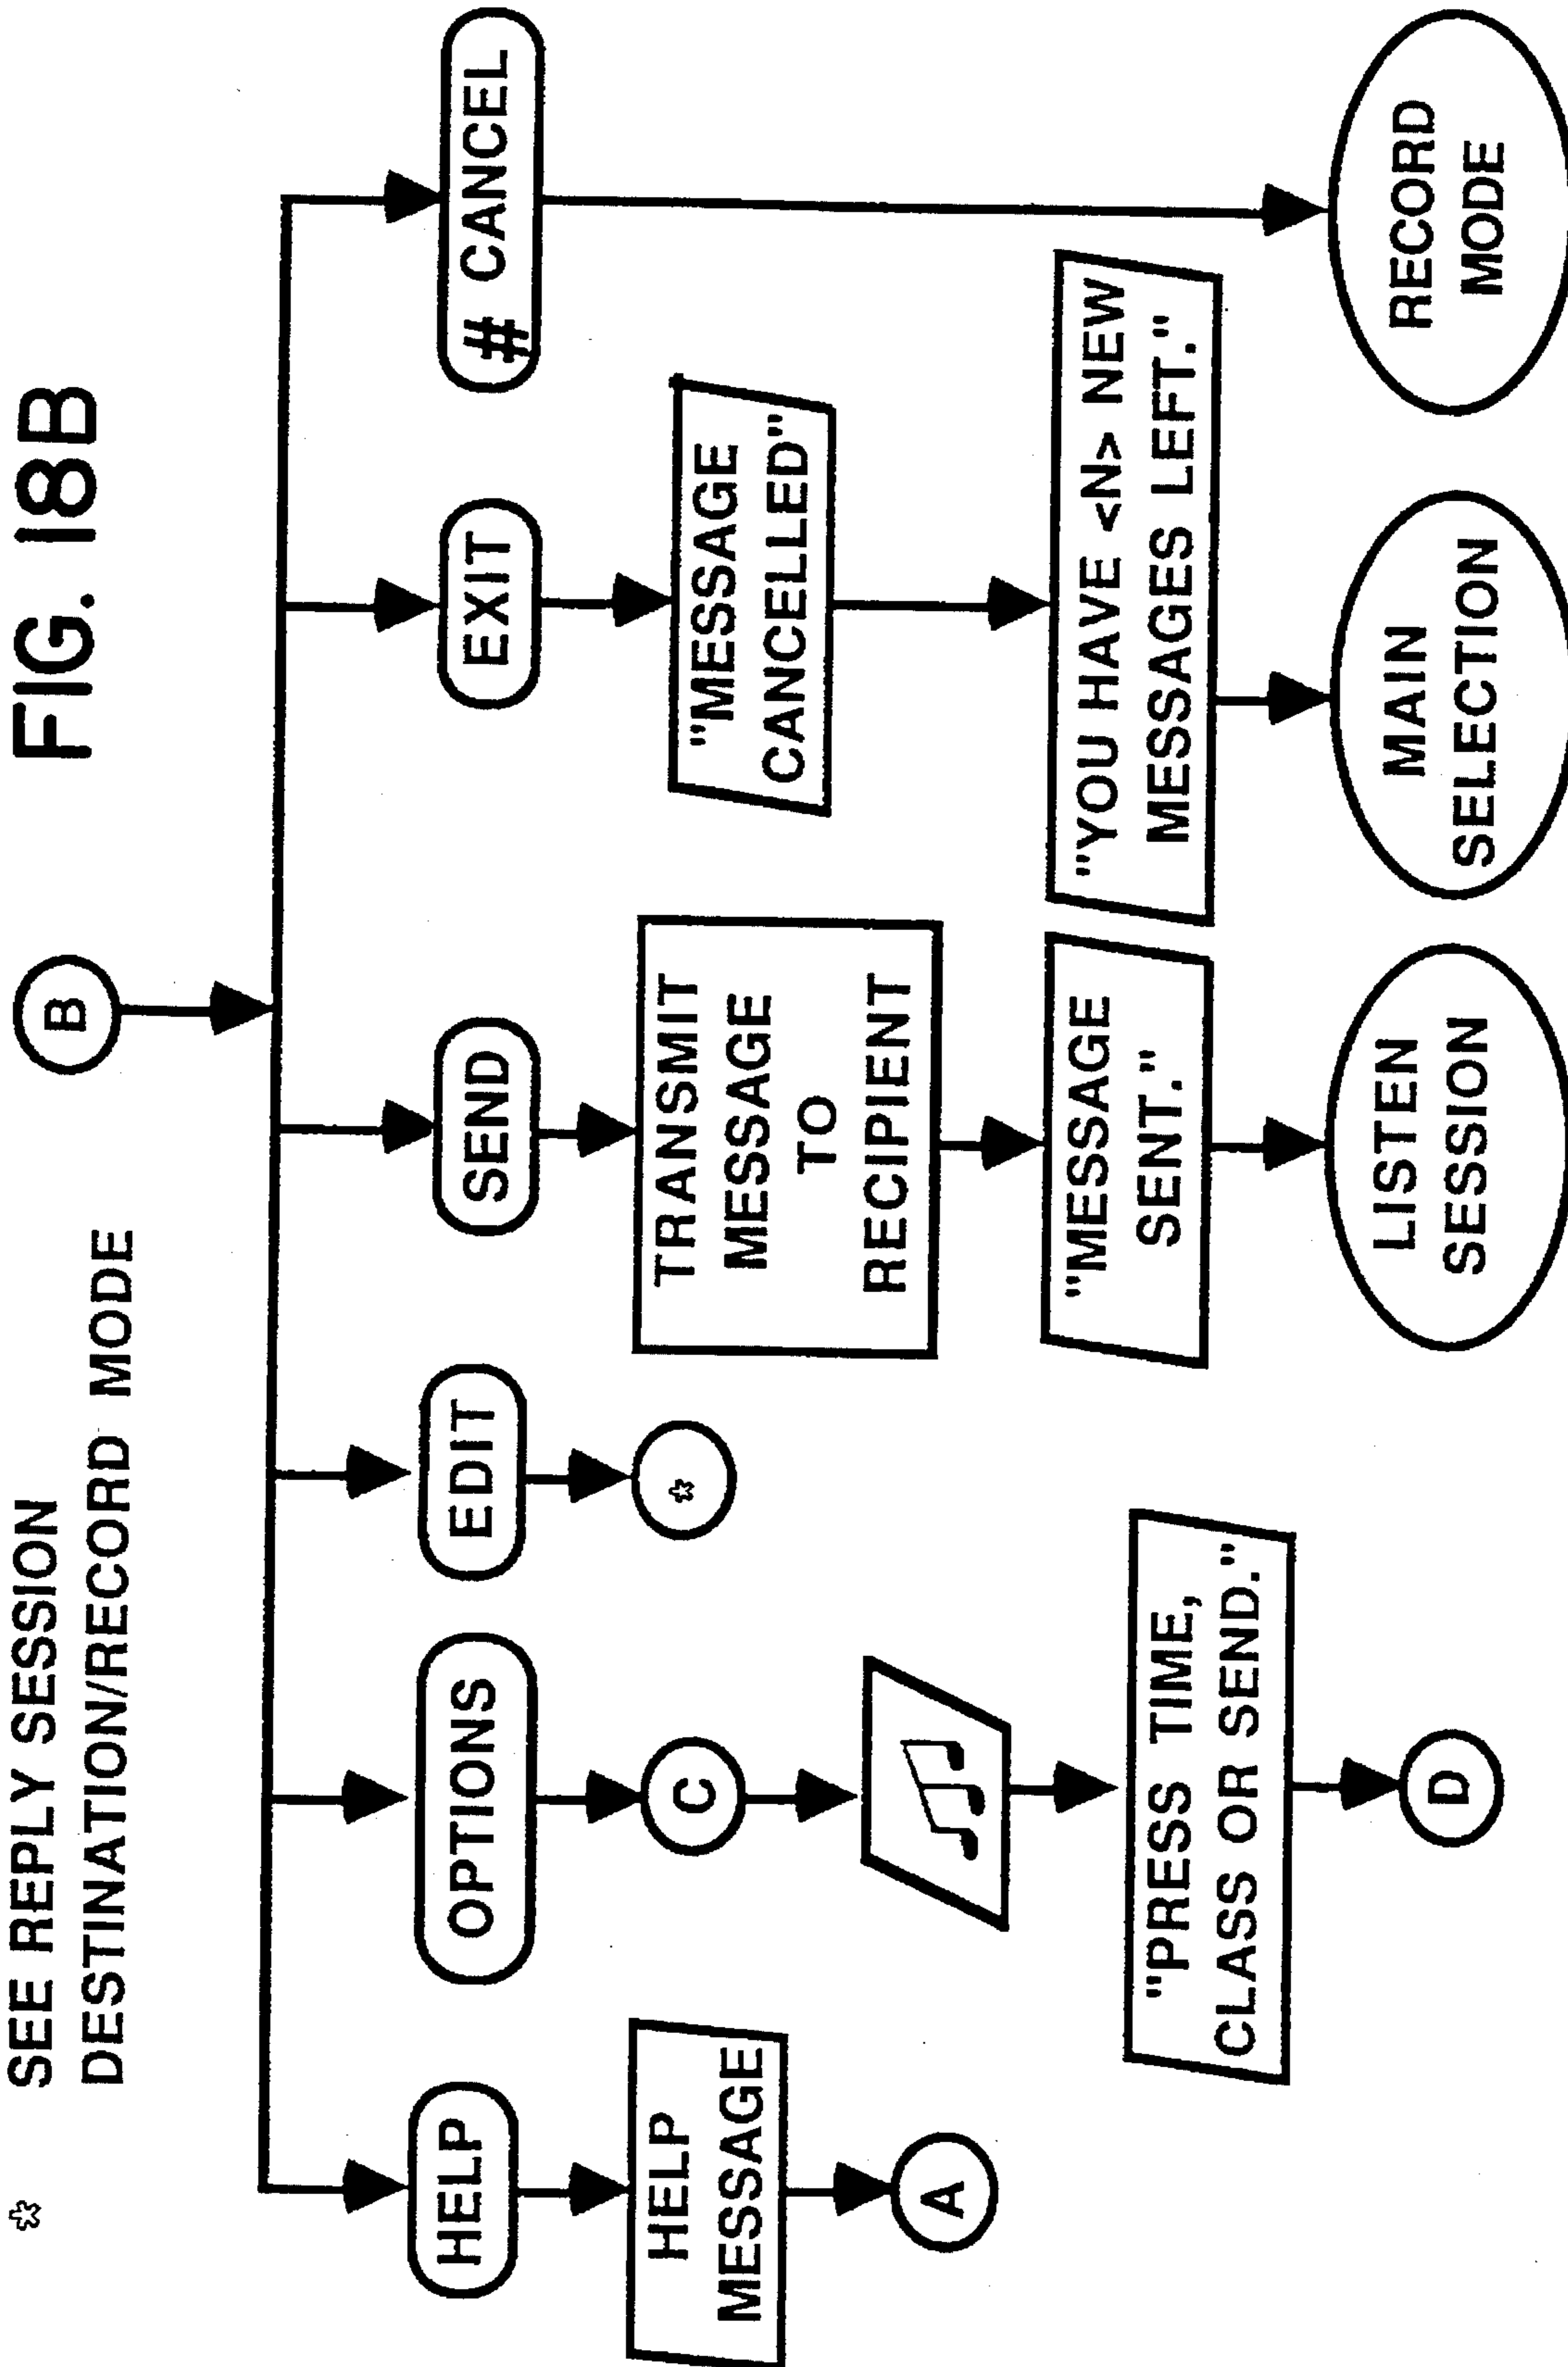 * SEE REPLY SESSION
DESTINATION/RECORD MODE
FIG. 18B
B
HELP
OPTIONS
EDIT
SEND
EXIT
# CANCEL
HELP
MESSAGE
A
C
"PRESS TIME,
CLASS OR SEND."
D
*
TRANSMIT
MESSAGE
TO
RECIPIENT
"MESSAGE
SENT."
LISTEN
SESSION
"MESSAGE
CANCELLED"
"YOU HAVE <N> NEW
MESSAGES LEFT."
MAIN
SELECTION
RECORD
MODE